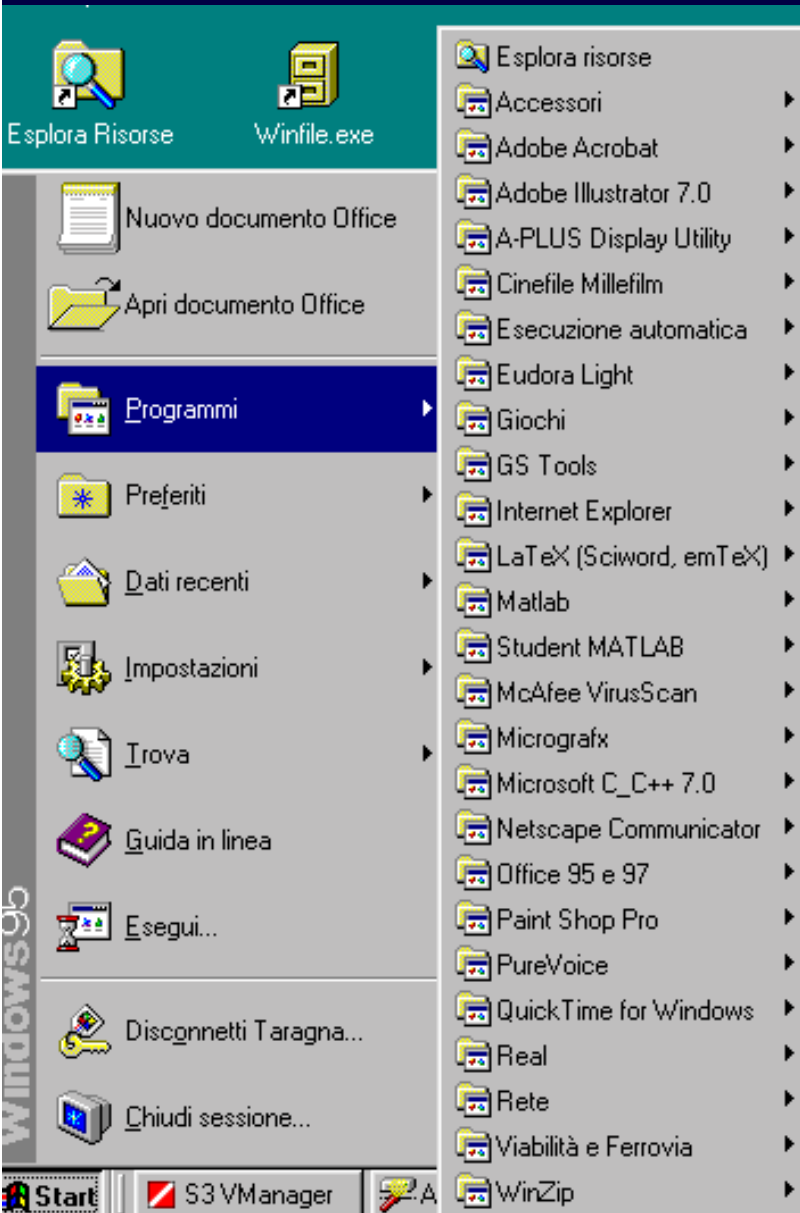 Esplora Risorse
Winfile.exe
Nuovo documento Office
Apri documento Office
Programmi
Preferiti
Dati recenti
Impostazioni
Trova
Guida in linea
Esegui...
Disconnetti Taragna...
Chiudi sessione...
Windows95
Esplora risorse
Accessori
Adobe Acrobat
Adobe Illustrator 7.0
A-PLUS Display Utility
Cinefile Millefilm
Esecuzione automatica
Eudora Light
Giochi
GS Tools
Internet Explorer
LaTeX (Sciword, emTeX)
Matlab
Student MATLAB
McAfee VirusScan
Micrografx
Microsoft C_C++ 7.0
Netscape Communicator
Office 95 e 97
Paint Shop Pro
PureVoice
QuickTime for Windows
Real
Rete
Viabilità e Ferrovia
WinZip
Start
S3 VManager
A